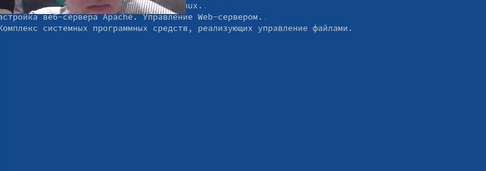 астройка веб-сервера Apache. Управление Web-сервером.
Комплекс системных программных средств, реализующих управление файлами.